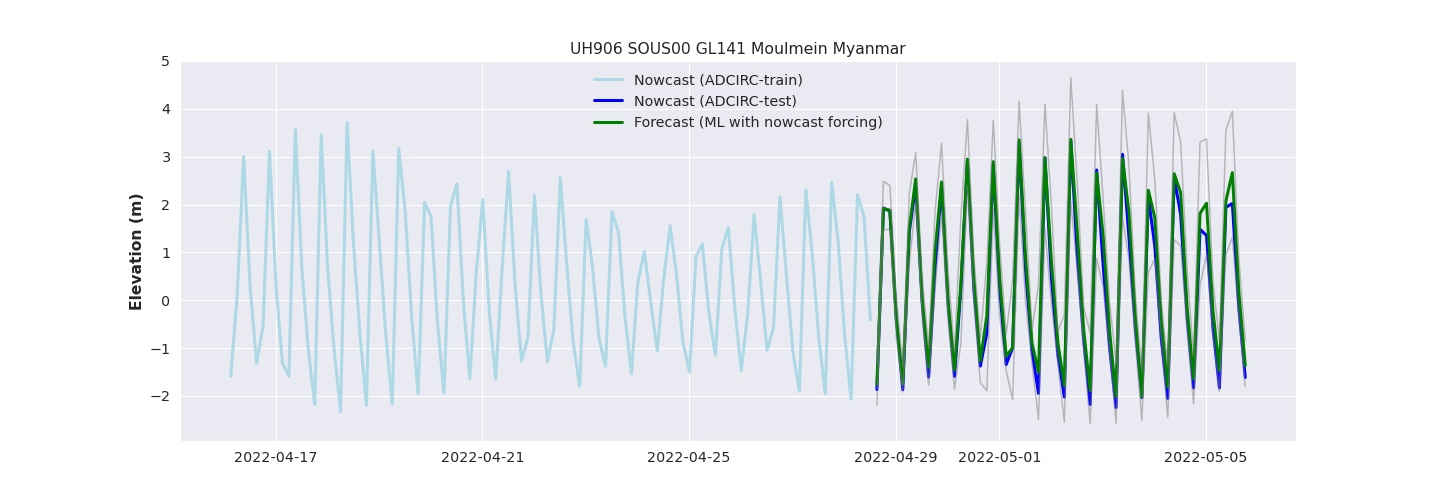 UH906 SOUS00 GL141 Moulmein Myanmar
5
4
3
2
1
0
−1
−2
Elevation (m)
Nowcast (ADCIRC-train)
Nowcast (ADCIRC-test)
Forecast (ML with nowcast forcing)
2022-04-17
2022-04-21
2022-04-25
2022-04-29
2022-05-01
2022-05-05